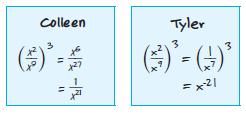 Colleen
(x²/x⁹)³ = x⁶/x²⁷
= 1/x²¹
Tyler
(x²/x⁹)³ = (1/x⁷)³
= x⁻²¹